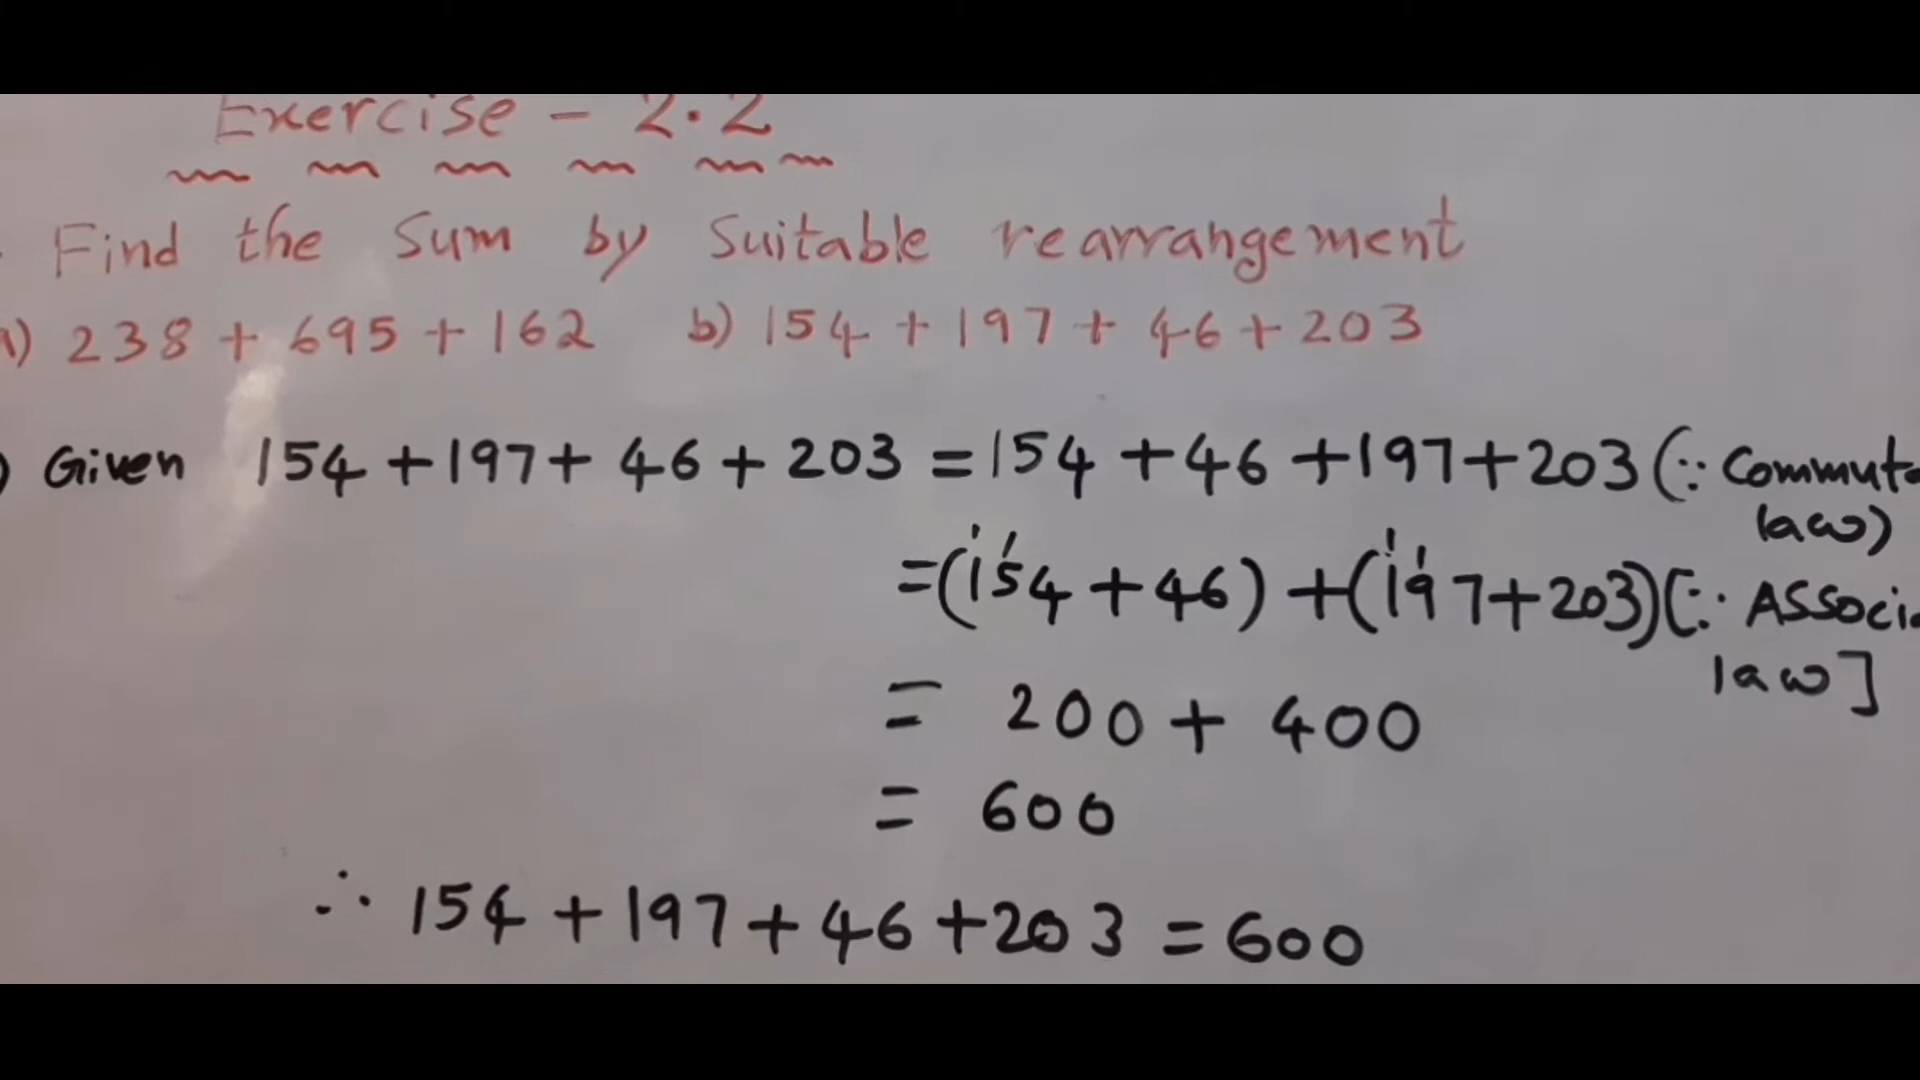 Exercise - 2.2
Find the Sum by Suitable rearrangement
a) 238 + 695 + 162 b) 154 + 197 + 46 + 203
) Given 154 + 197 + 46 + 203 = 154 + 46 + 197 + 203 (∵ Commuta
law)
= (154 + 46) + (197 + 203) [∵ ASSocia
law]
= 200 + 400
= 600
∴ 154 + 197 + 46 + 203 = 600